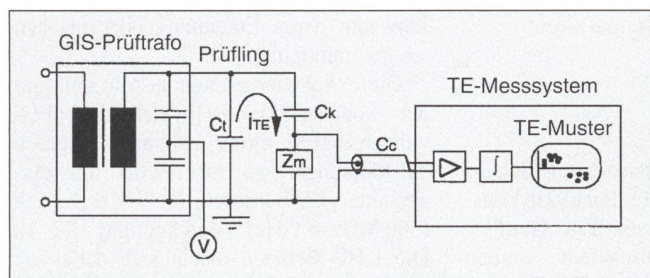 GIS-Prüftrafo
Prüfling
TE-Messsystem
TE-Muster
Ct
iTE
Ck
Zm
Cc
V
∫